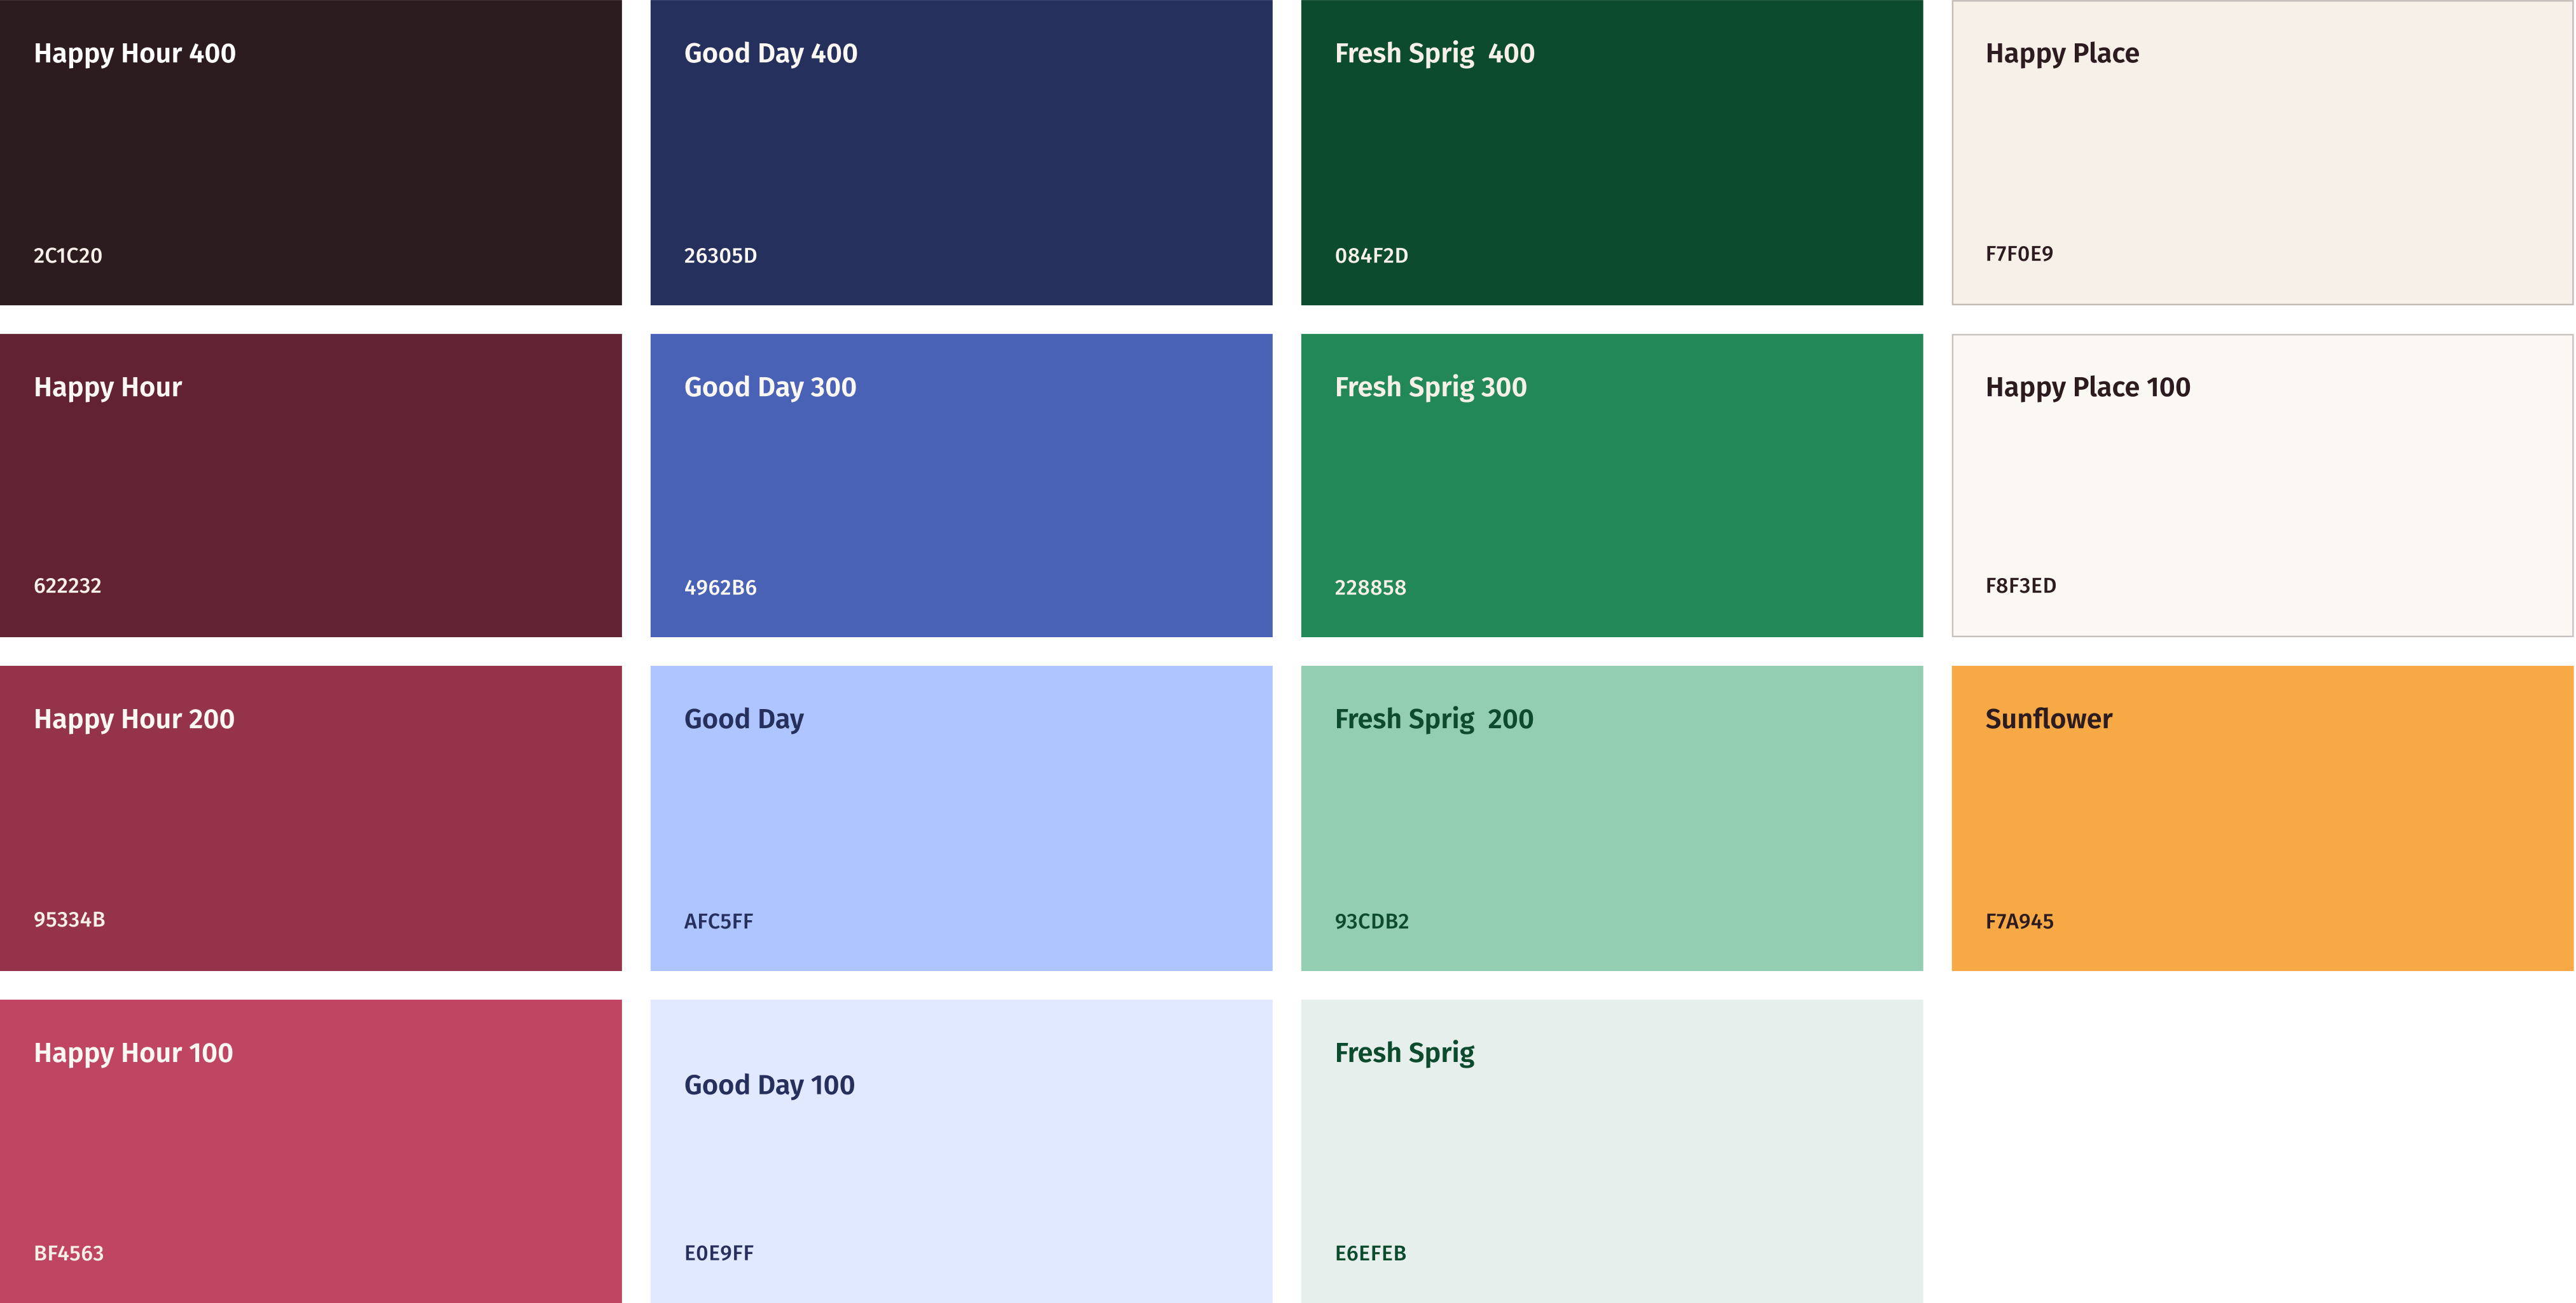 Happy Hour 400
2C1C20
Good Day 400
26305D
Fresh Sprig  400
084F2D
Happy Place
F7F0E9
Happy Hour
622232
Good Day 300
4962B6
Fresh Sprig 300
228858
Happy Place 100
F8F3ED
Happy Hour 200
95334B
Good Day
AFC5FF
Fresh Sprig  200
93CDB2
Sunflower
F7A945
Happy Hour 100
BF4563
Good Day 100
E0E9FF
Fresh Sprig
E6EFEB